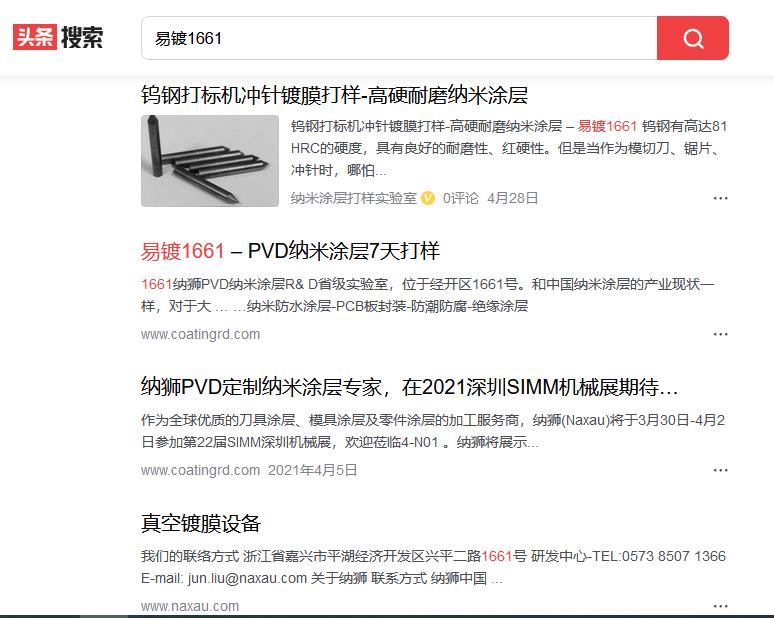 头条 搜索
易镀1661
钨钢打标机冲针镀膜打样-高硬耐磨纳米涂层
钨钢打标机冲针镀膜打样-高硬耐磨纳米涂层 – 易镀1661 钨钢有高达81
HRC的硬度，具有良好的耐磨性、红硬性。但是当作为模切刀、锯片、
冲针时，哪怕...
纳米涂层打样实验室 0评论 4月28日
易镀1661 – PVD纳米涂层7天打样
1661纳狮PVD纳米涂层R& D省级实验室，位于经开区1661号。和中国纳米涂层的产业现状一
样，对于大 … …纳米防水涂层-PCB板封装-防潮防腐-绝缘涂层
www.coatingrd.com
纳狮PVD定制纳米涂层专家，在2021深圳SIMM机械展期待…
作为全球优质的刀具涂层、模具涂层及零件涂层的加工服务商，纳狮(Naxau)将于3月30日-4月2
日参加第22届SIMM深圳机械展，欢迎莅临4-N01 。纳狮将展示...
www.coatingrd.com 2021年4月5日
真空镀膜设备
我们的联络方式 浙江省嘉兴市平湖经济开发区兴平二路1661号 研发中心-TEL:0573 8507 1366
E-mail: jun.liu@naxau.com 关于纳狮 联系方式 纳狮中国 ...
www.naxau.com